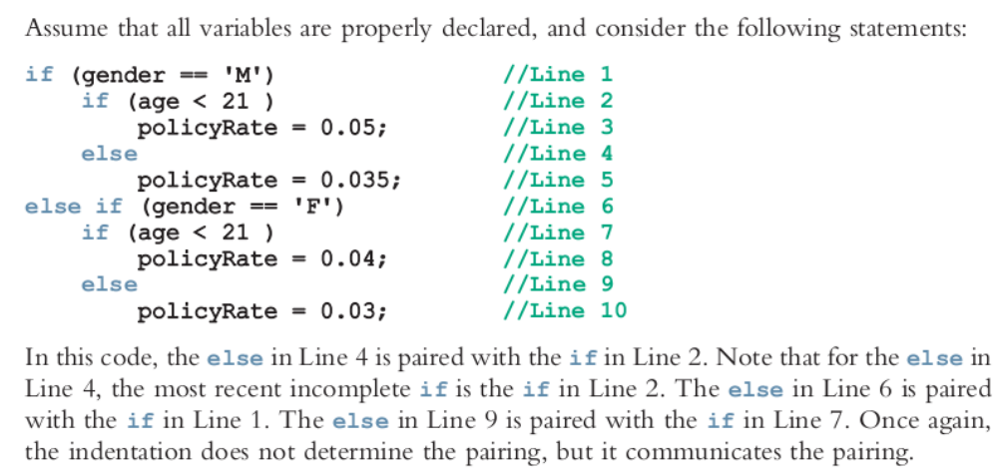 Assume that all variables are properly declared, and consider the following statements:
if (gender == 'M') //Line 1
if (age < 21 ) //Line 2
policyRate = 0.05; //Line 3
else //Line 4
policyRate = 0.035; //Line 5
else if (gender == 'F') //Line 6
if (age < 21 ) //Line 7
policyRate = 0.04; //Line 8
else //Line 9
policyRate = 0.03; //Line 10
In this code, the else in Line 4 is paired with the if in Line 2. Note that for the else in
Line 4, the most recent incomplete if is the if in Line 2. The else in Line 6 is paired
with the if in Line 1. The else in Line 9 is paired with the if in Line 7. Once again,
the indentation does not determine the pairing, but it communicates the pairing.